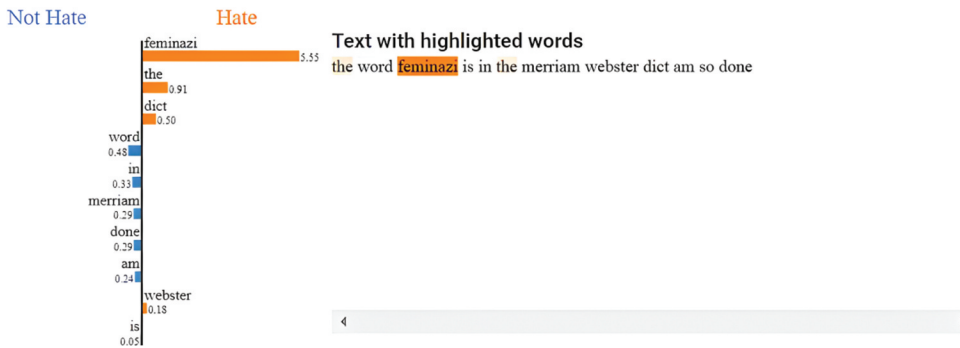 Not Hate Hate
feminazi
5.55
the
0.91
dict
0.50
word
0.48
in
0.33
merriam
0.29
done
0.29
am
0.24
webster
0.18
is
0.05
Text with highlighted words
the word feminazi is in the merriam webster dict am so done